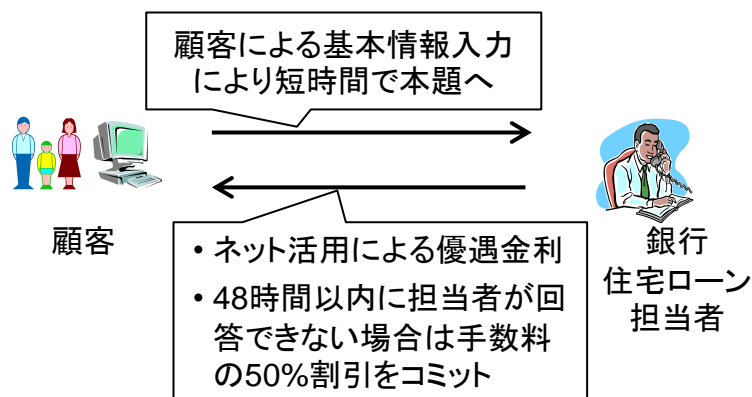 顧客による基本情報入力
により短時間で本題へ
顧客
• ネット活用による優遇金利
• 48時間以内に担当者が回
答できない場合は手数料
の50%割引をコミット
銀行
住宅ローン
担当者